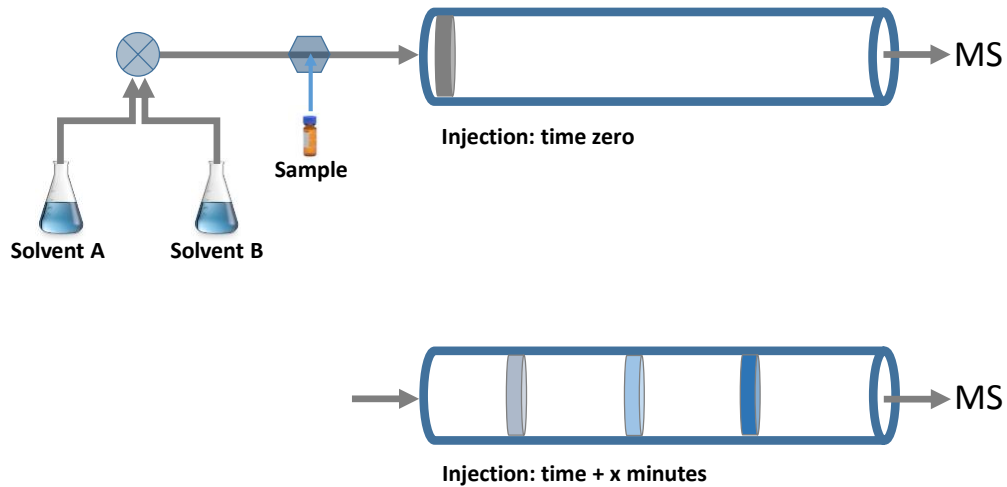 MS
Injection: time zero
Sample
Solvent A
Solvent B
MS
Injection: time + x minutes